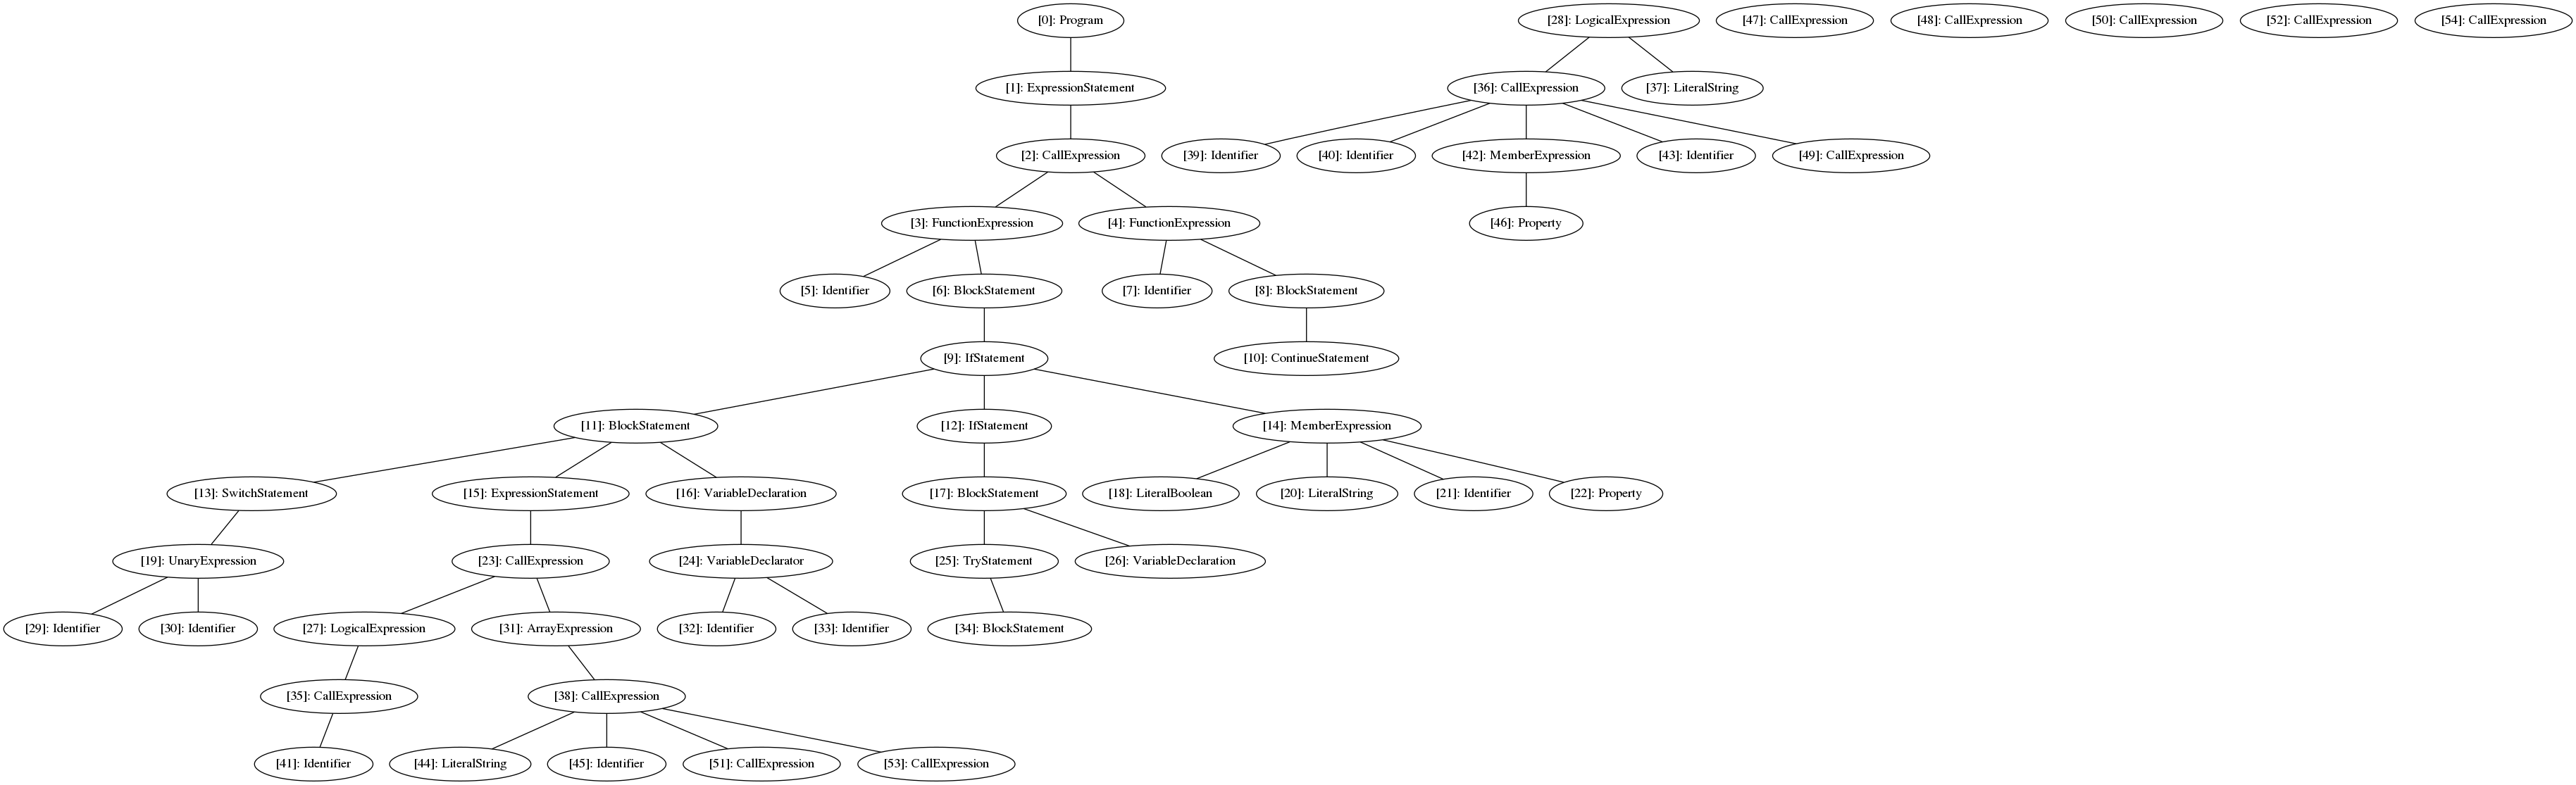 [0]: Program
[28]: LogicalExpression
[47]: CallExpression
[48]: CallExpression
[50]: CallExpression
[52]: CallExpression
[54]: CallExpression
[1]: ExpressionStatement
[36]: CallExpression
[37]: LiteralString
[2]: CallExpression
[39]: Identifier
[40]: Identifier
[42]: MemberExpression
[43]: Identifier
[49]: CallExpression
[3]: FunctionExpression
[4]: FunctionExpression
[46]: Property
[5]: Identifier
[6]: BlockStatement
[7]: Identifier
[8]: BlockStatement
[9]: IfStatement
[10]: ContinueStatement
[11]: BlockStatement
[12]: IfStatement
[14]: MemberExpression
[13]: SwitchStatement
[15]: ExpressionStatement
[16]: VariableDeclaration
[17]: BlockStatement
[18]: LiteralBoolean
[20]: LiteralString
[21]: Identifier
[22]: Property
[19]: UnaryExpression
[23]: CallExpression
[24]: VariableDeclarator
[25]: TryStatement
[26]: VariableDeclaration
[29]: Identifier
[30]: Identifier
[27]: LogicalExpression
[31]: ArrayExpression
[32]: Identifier
[33]: Identifier
[34]: BlockStatement
[35]: CallExpression
[38]: CallExpression
[41]: Identifier
[44]: LiteralString
[45]: Identifier
[51]: CallExpression
[53]: CallExpression